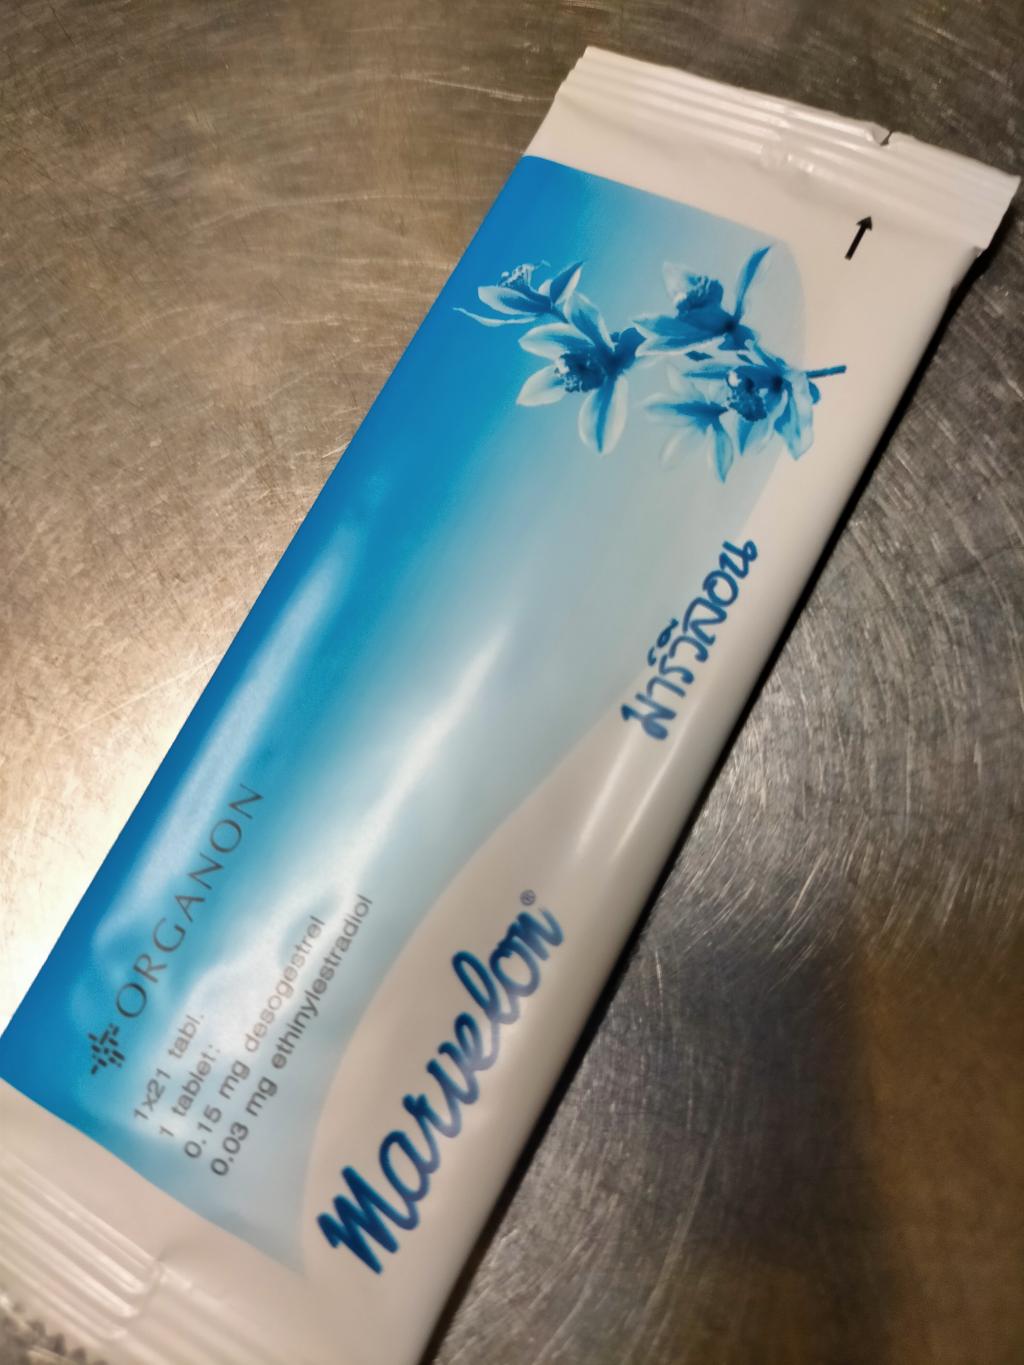 Marvelon®
มาร์วีลอน
ORGANON
1x21 tabl.
1 tablet:
0.15 mg desogestrel
0.03 mg ethinylestradiol